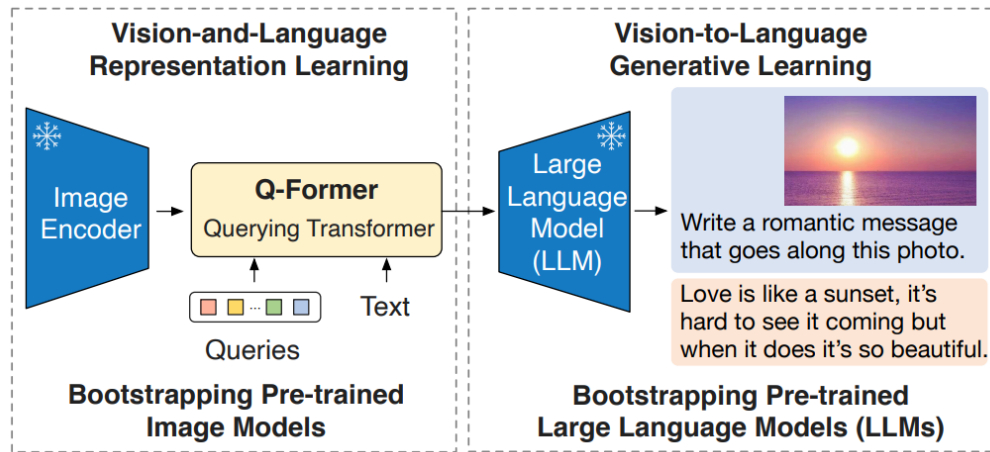 Vision-and-Language
Representation Learning
Image
Encoder
Q-Former
Querying Transformer
...
Queries
Text
Bootstrapping Pre-trained
Image Models
Vision-to-Language
Generative Learning
Large
Language
Model
(LLM)
Write a romantic message
that goes along this photo.
Love is like a sunset, it's
hard to see it coming but
when it does it's so beautiful.
Bootstrapping Pre-trained
Large Language Models (LLMs)